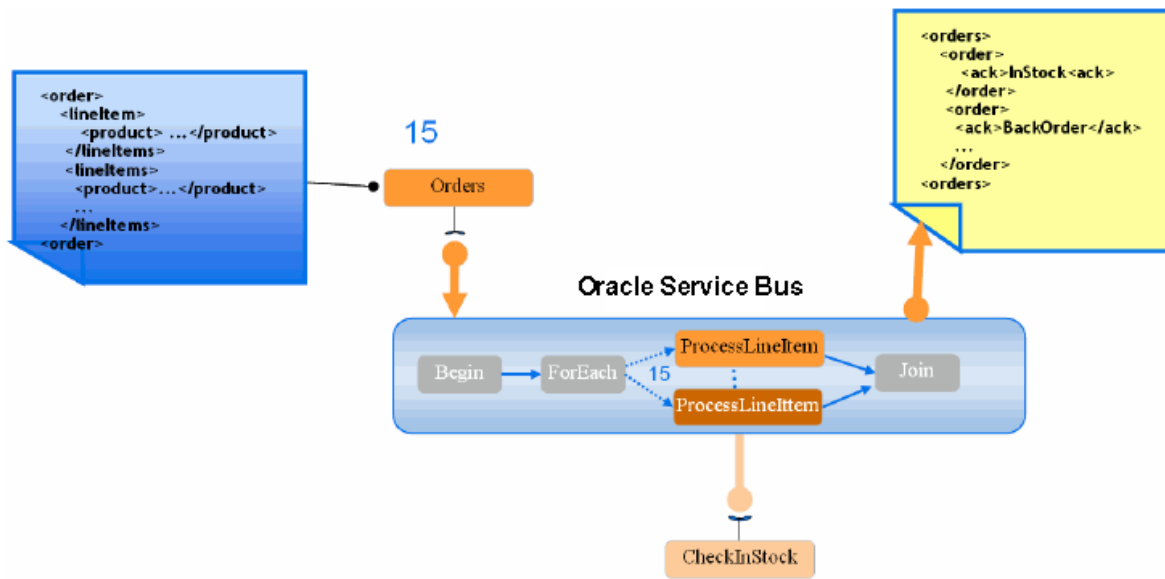 <order>
<lineItem>
<product> ...</product>
</lineItems>
<lineItems>
<product>...</product>
...
</lineItems>
<order>
15
Orders
<orders>
<order>
<ack>InStock<ack>
</order>
<order>
<ack>BackOrder</ack>
...
</order>
<orders>
Oracle Service Bus
Begin
ForEach
15
ProcessLineItem
ProcessLineIttem
Join
CheckInStock